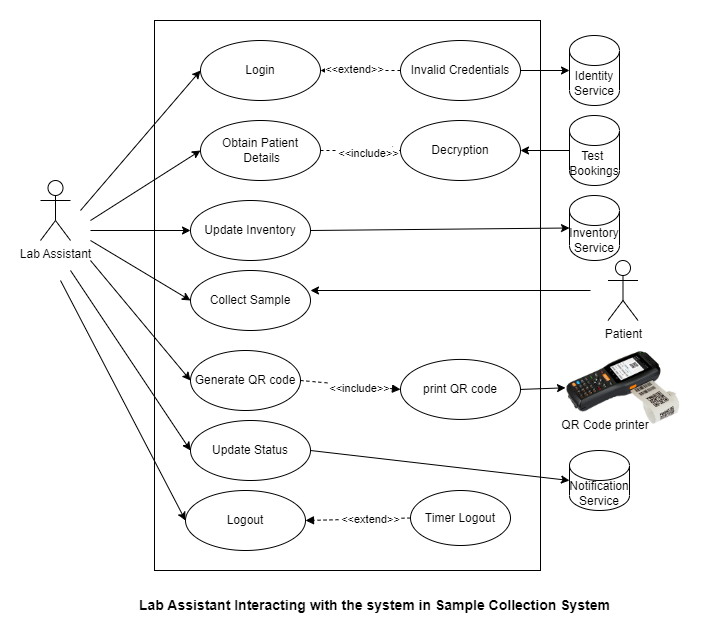 Login
<<extend>>
Invalid Credentials
Identity
Service
Obtain Patient
Details
<<include>>
Decryption
Test
Bookings
Lab Assistant
Update Inventory
Inventory
Service
Collect Sample
Patient
Generate QR code
<<include>>
print QR code
QR Code printer
Update Status
Notification
Service
Logout
<<extend>>
Timer Logout
Lab Assistant Interacting with the system in Sample Collection System